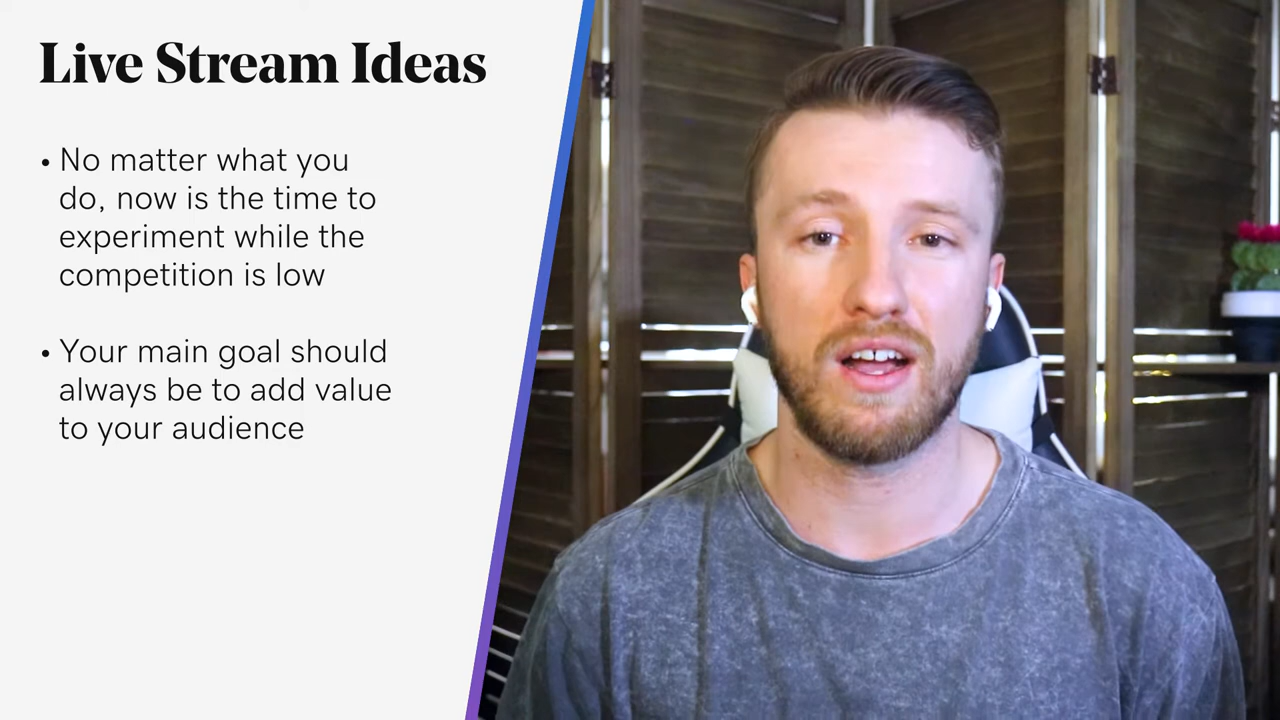 Live Stream Ideas
• No matter what you
do, now is the time to
experiment while the
competition is low
• Your main goal should
always be to add value
to your audience